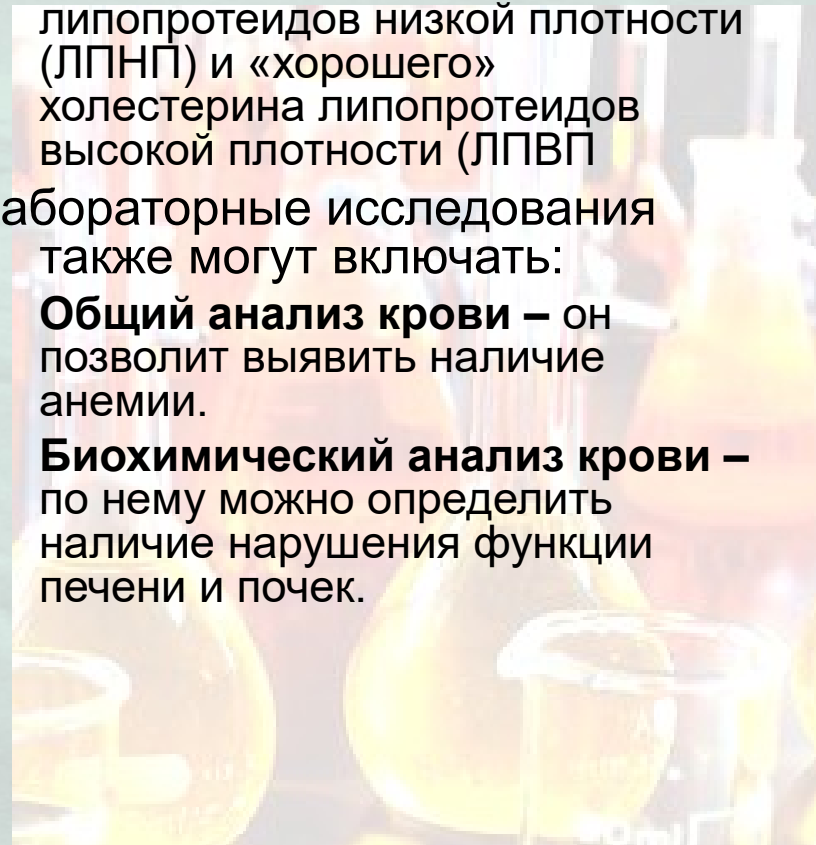 липопротеидов низкой плотности
(ЛПНП) и «хорошего»
холестерина липопротеидов
высокой плотности (ЛПВП
абораторные исследования
также могут включать:
Общий анализ крови – он
позволит выявить наличие
анемии.
Биохимический анализ крови –
по нему можно определить
наличие нарушения функции
печени и почек.